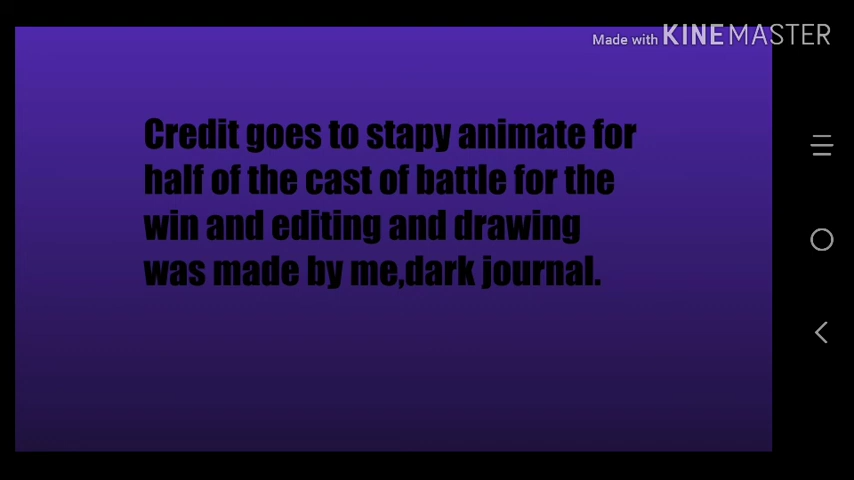 Made with KINEMASTER
Credit goes to stapy animate for
half of the cast of battle for the
win and editing and drawing
was made by me,dark journal.